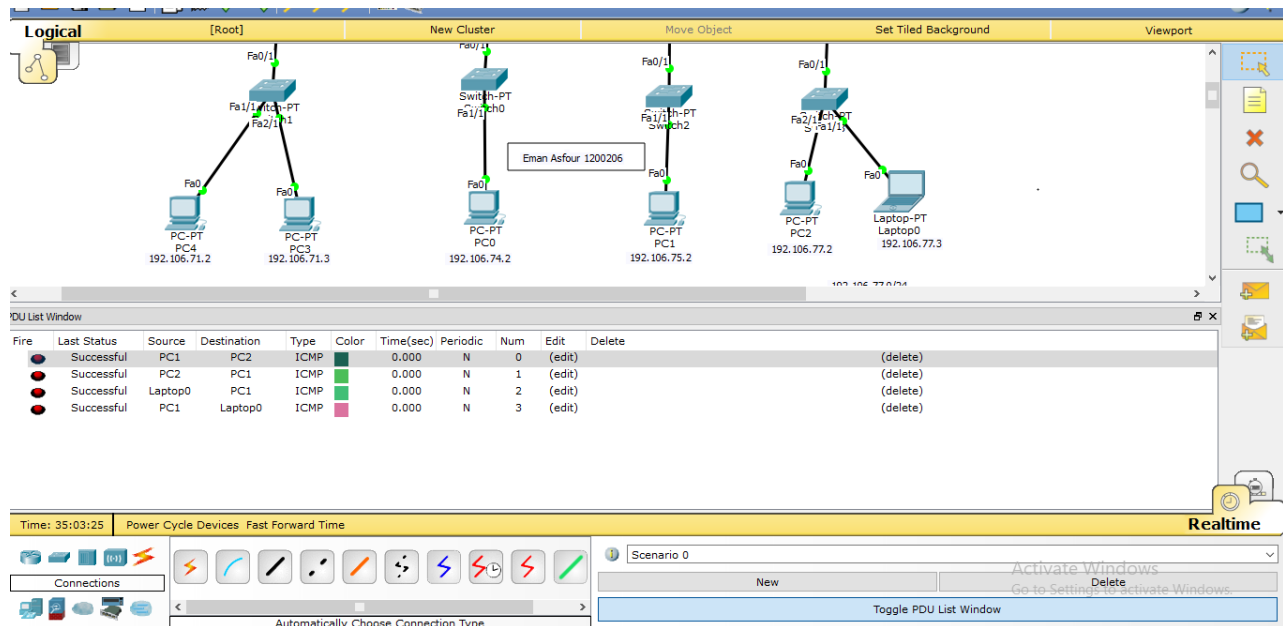 Logical [Root] New Cluster Move Object Set Tiled Background Viewport
Fa0/1
Fa0/1
Fa0/1
Fa0/1
Switch-PT
Fa1/1
Fa2/1
Fa1/1
Fa1/1
Switch2
Fa2/1
Fa1/1
Eman Asfour 1200206
Fa0
Fa0
Fa0
Fa0
Fa0
Fa0
PC-PT
PC4
192.106.71.2
PC-PT
PC3
192.106.71.3
PC-PT
PC0
192.106.74.2
PC-PT
PC1
192.106.75.2
PC-PT
PC2
192.106.77.2
Laptop-PT
Laptop0
192.106.77.3
192.106.77.0/24
PDU List Window
Fire Last Status Source Destination Type Color Time(sec) Periodic Num Edit Delete
Successful PC1 PC2 ICMP 0.000 N 0 (edit) (delete)
Successful PC2 PC1 ICMP 0.000 N 1 (edit) (delete)
Successful Laptop0 PC1 ICMP 0.000 N 2 (edit) (delete)
Successful PC1 Laptop0 ICMP 0.000 N 3 (edit) (delete)
Time: 35:03:25 Power Cycle Devices Fast Forward Time Realtime
Scenario 0
Connections
New Delete
Activate Windows
Go to Settings to activate Windows.
Toggle PDU List Window
Automatically Choose Connection Type